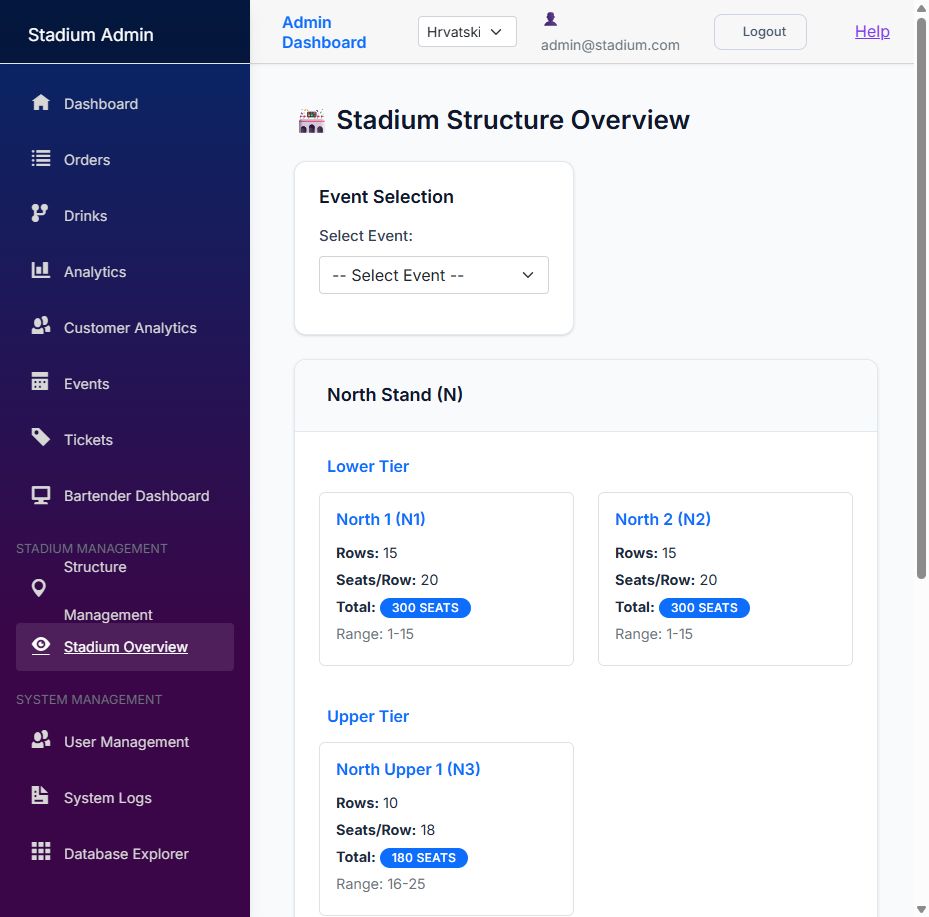 Stadium Admin
Admin
Dashboard
Hrvatski
admin@stadium.com
Logout
Help
Dashboard
Orders
Drinks
Analytics
Customer Analytics
Events
Tickets
Bartender Dashboard
STADIUM MANAGEMENT
Structure
Management
Stadium Overview
SYSTEM MANAGEMENT
User Management
System Logs
Database Explorer
Stadium Structure Overview
Event Selection
Select Event:
-- Select Event --
North Stand (N)
Lower Tier
North 1 (N1)
Rows: 15
Seats/Row: 20
Total: 300 SEATS
Range: 1-15
North 2 (N2)
Rows: 15
Seats/Row: 20
Total: 300 SEATS
Range: 1-15
Upper Tier
North Upper 1 (N3)
Rows: 10
Seats/Row: 18
Total: 180 SEATS
Range: 16-25